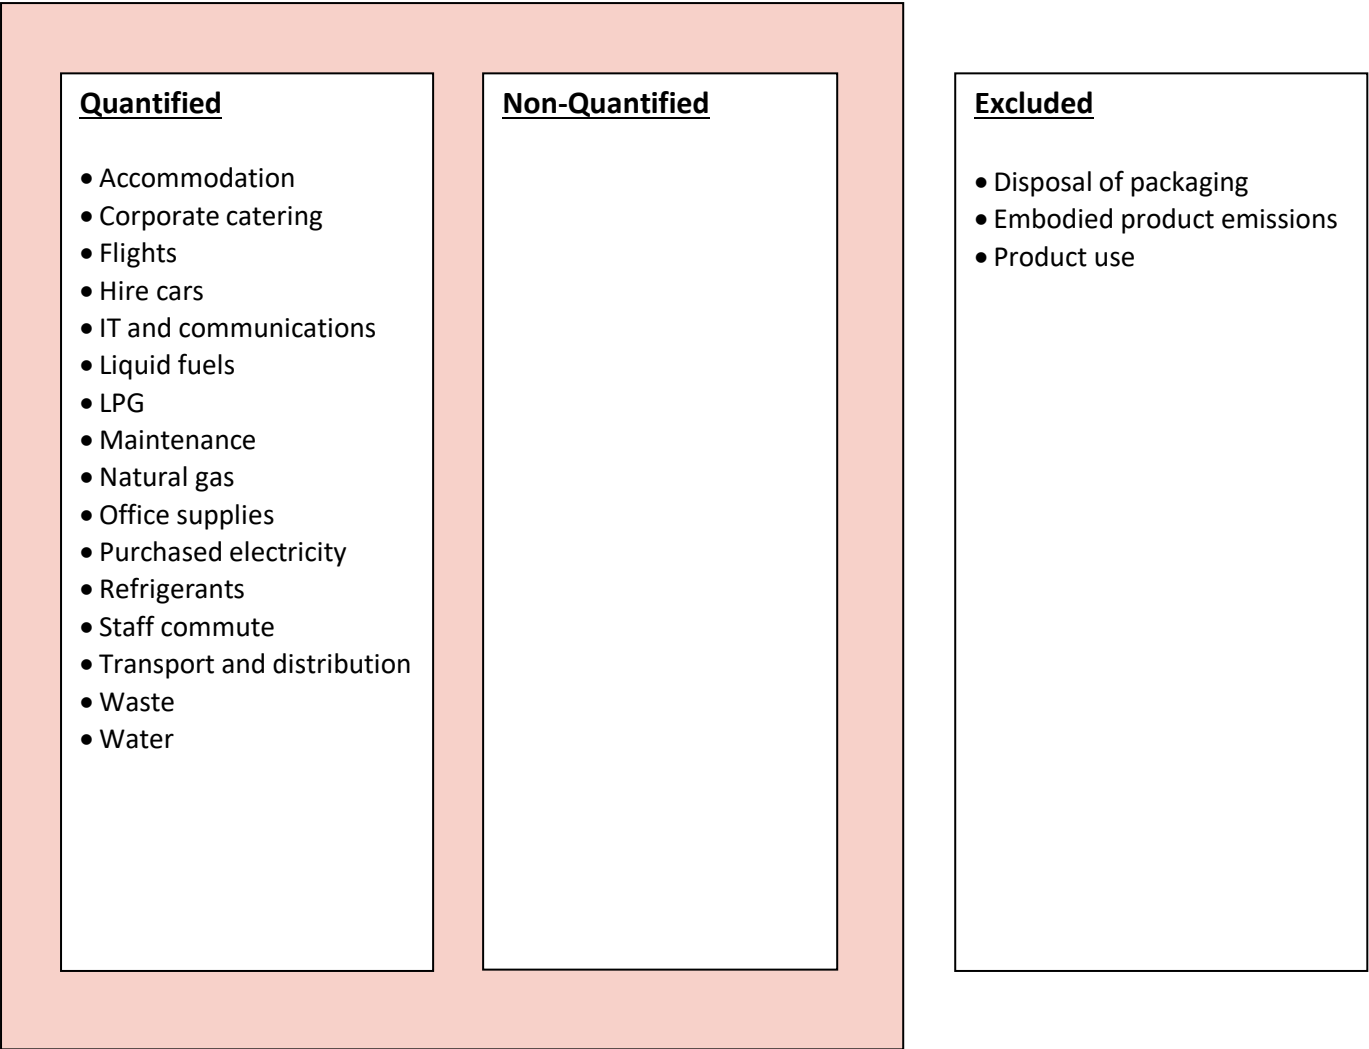 Quantified
• Accommodation
• Corporate catering
• Flights
• Hire cars
• IT and communications
• Liquid fuels
• LPG
• Maintenance
• Natural gas
• Office supplies
• Purchased electricity
• Refrigerants
• Staff commute
• Transport and distribution
• Waste
• Water
Non-Quantified
Excluded
• Disposal of packaging
• Embodied product emissions
• Product use